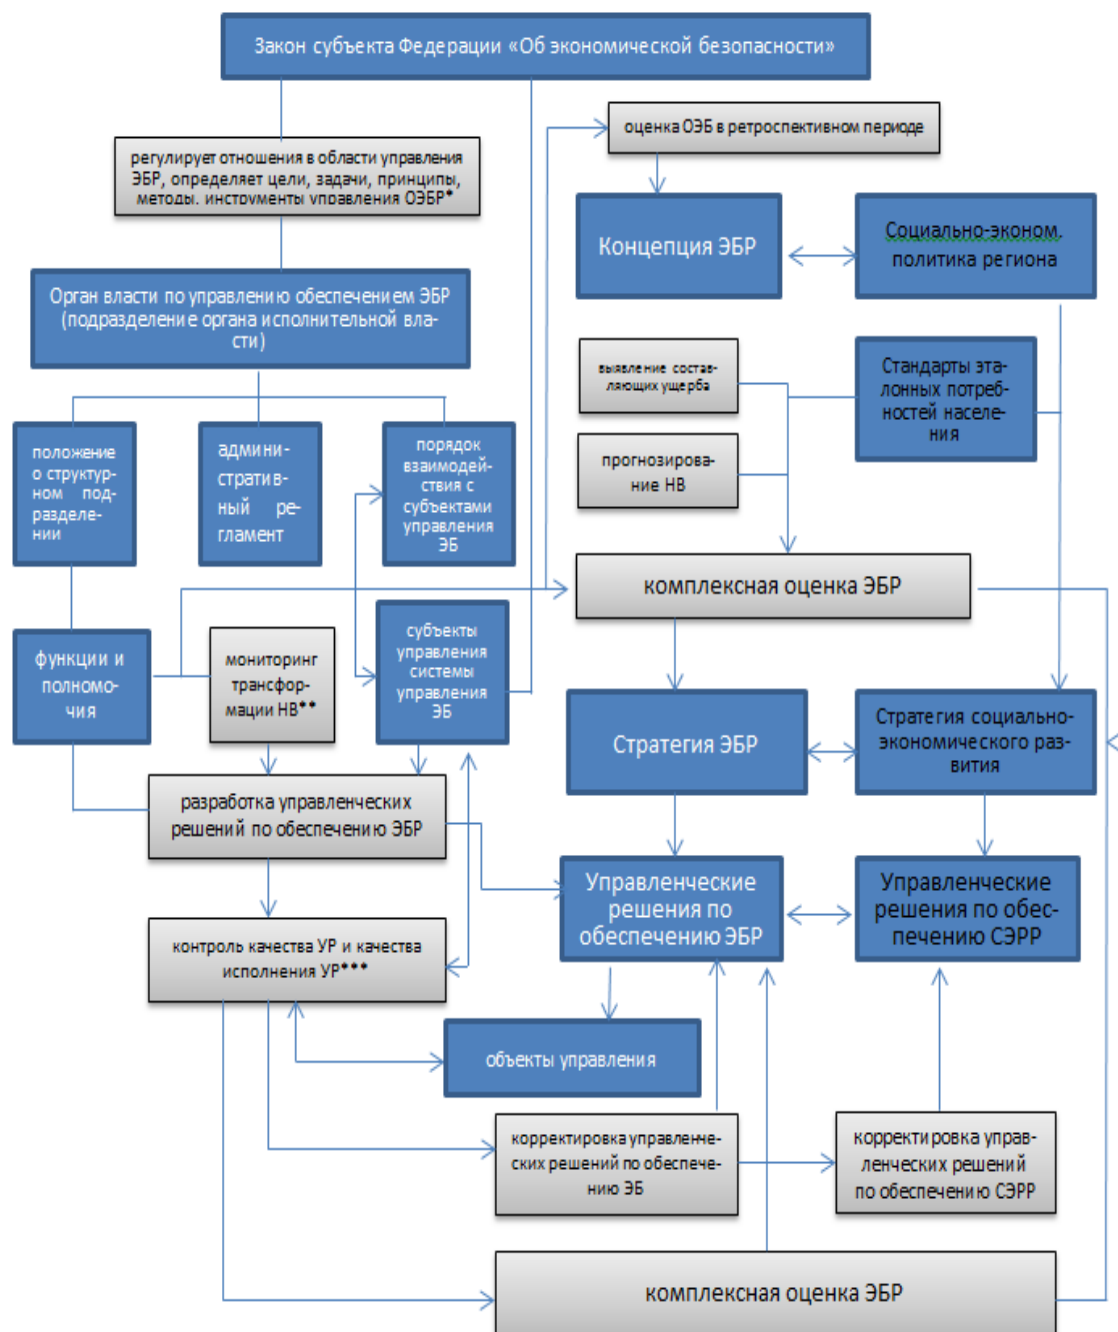 Закон субъекта Федерации «Об экономической безопасности»
оценка ОЭБ в ретроспективном периоде
регулирует отношения в области управления
ЭБР, определяет цели, задачи, принципы,
методы, инструменты управления ОЭБР*
Концепция ЭБР
Социально-эконом.
политика региона
Орган власти по управлению обеспечением ЭБР
(подразделение органа исполнительной вла-
сти)
выявление состав-
ляющих ущерба
Стандарты эта-
лонных потреб-
ностей населе-
ния
положение
о структур-
ном под-
разделе-
нии
админи-
стратив-
ный ре-
гламент
порядок
взаимодей-
ствия с
субъектами
управления
ЭБ
прогнозирова-
ние НВ
комплексная оценка ЭБР
функции и
полномо-
чия
мониторинг
трансфор-
мации НВ**
субъекты
управления
системы
управления
ЭБ
Стратегия ЭБР
Стратегия социально-
экономического раз-
вития
разработка управленческих
решений по обеспечению ЭБР
Управленческие
решения по
обеспечению ЭБР
Управленческие
решения по обес-
печению СЭРР
контроль качества УР и качества
исполнения УР***
объекты управления
корректировка управленче-
ских решений по обеспече-
нию ЭБ
корректировка управ-
ленческих решений
по обеспечению СЭРР
комплексная оценка ЭБР